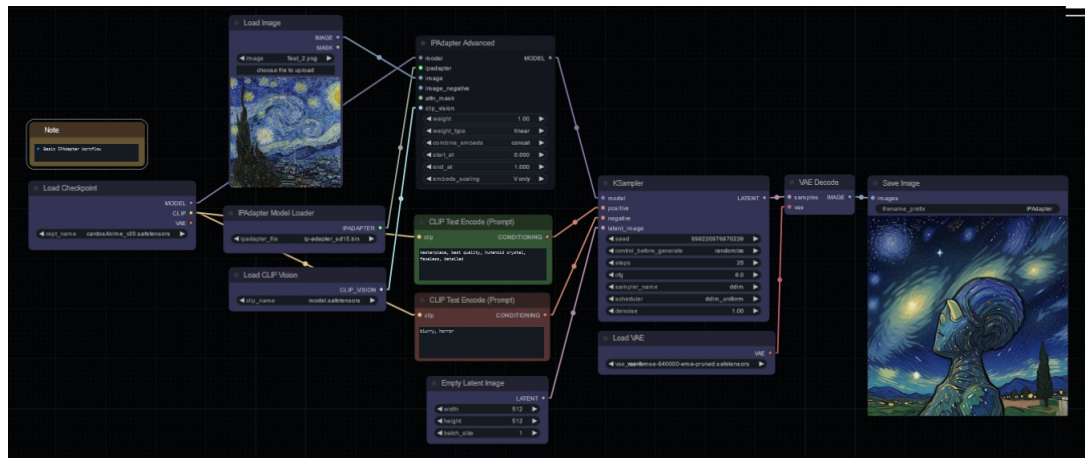 Note
Basic IPAdapter Workflow
Load Checkpoint
MODEL
CLIP
VAE
ckpt_name
Load Image
IMAGE
MASK
image Test_2.png
choose file to upload
IPAdapter Model Loader
IPADAPTER
ipadapter_file ip-adapter_sd15.bin
Load CLIP Vision
CLIP_VISION
clip_name model.safetensors
IPAdapter Advanced
model MODEL
ipadapter
image
image_negative
attn_mask
clip_vision
weight 1.00
weight_type linear
combine_embeds concat
start_at 0.000
end_at 1.000
embeds_scaling V only
CLIP Text Encode (Prompt)
clip CONDITIONING
masterpiece, best quality, humanoid crystal,
faceless, detailed
CLIP Text Encode (Prompt)
clip CONDITIONING
blurry, horror
Empty Latent Image
LATENT
width 512
height 512
batch_size 1
KSampler
model LATENT
positive
negative
latent_image
seed
control_before_generate randomize
steps 25
cfg 6.0
sampler_name ddim
scheduler ddim_uniform
denoise 1.00
Load VAE
VAE
VAE Decode
samples IMAGE
vae
Save Image
images
filename_prefix IPAdapter